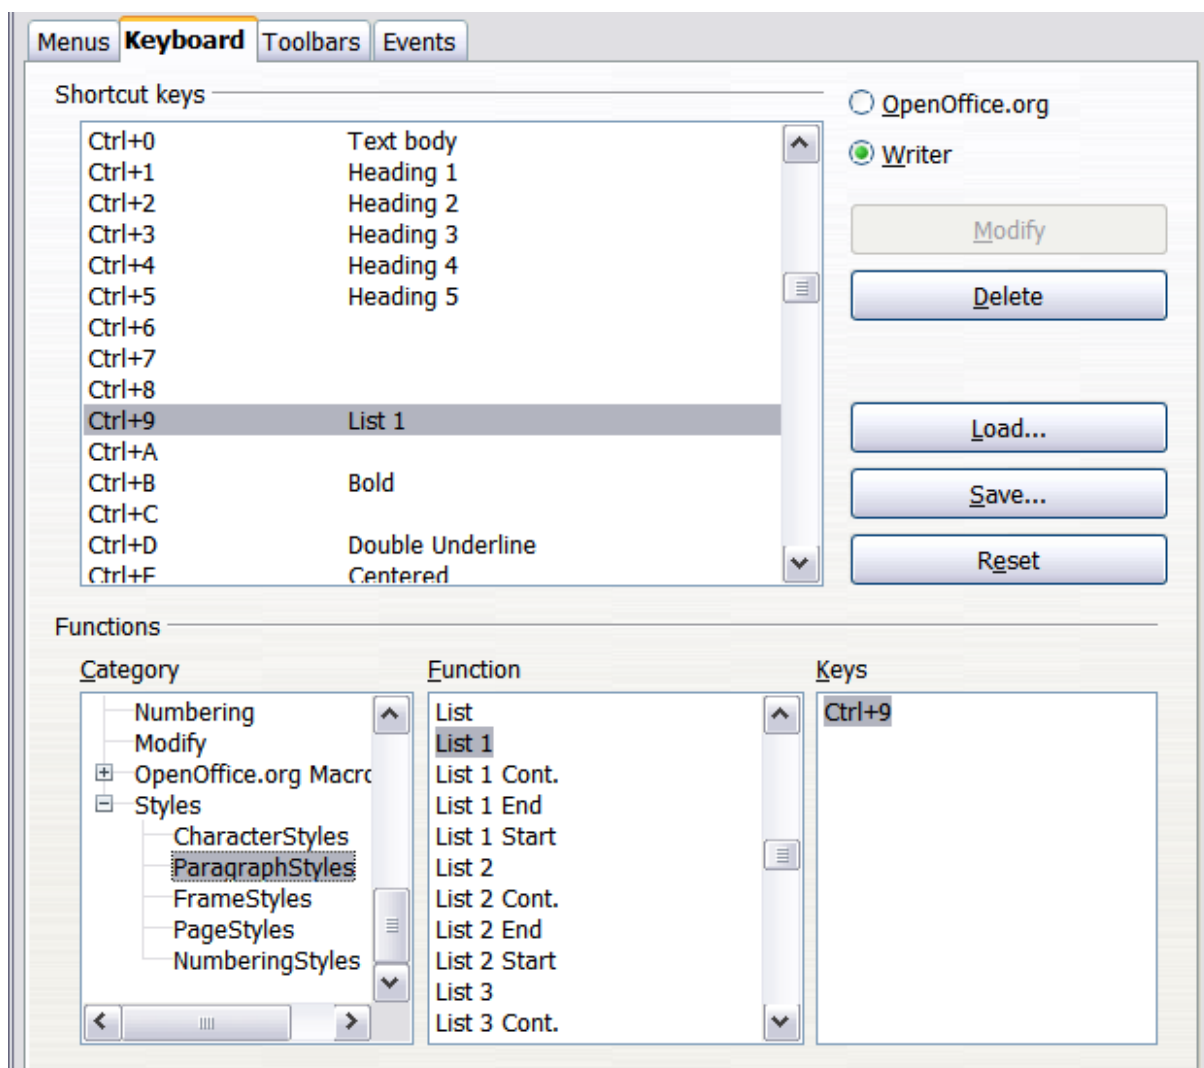 Menus Keyboard Toolbars Events
Shortcut keys
OpenOffice.org
Writer
Ctrl+0 Text body
Ctrl+1 Heading 1
Ctrl+2 Heading 2
Ctrl+3 Heading 3
Ctrl+4 Heading 4
Ctrl+5 Heading 5
Ctrl+6
Ctrl+7
Ctrl+8
Ctrl+9 List 1
Ctrl+A
Ctrl+B Bold
Ctrl+C
Ctrl+D Double Underline
Ctrl+E Centered
Modify
Delete
Load...
Save...
Reset
Functions
Category
Numbering
Modify
OpenOffice.org Macro
Styles
CharacterStyles
ParagraphStyles
FrameStyles
PageStyles
NumberingStyles
Function
List
List 1
List 1 Cont.
List 1 End
List 1 Start
List 2
List 2 Cont.
List 2 End
List 2 Start
List 3
List 3 Cont.
Keys
Ctrl+9